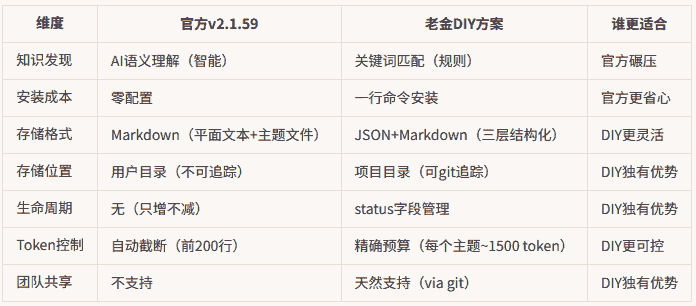 维度 官方v2.1.59 老金DIY方案 谁更适合
知识发现 AI语义理解（智能） 关键词匹配（规则） 官方碾压
安装成本 零配置 一行命令安装 官方更省心
存储格式 Markdown（平面文本+主题文件） JSON+Markdown（三层结构化） DIY更灵活
存储位置 用户目录（不可追踪） 项目目录（可git追踪） DIY独有优势
生命周期 无（只增不减） status字段管理 DIY独有优势
Token控制 自动截断（前200行） 精确预算（每个主题~1500 token） DIY更可控
团队共享 不支持 天然支持（via git） DIY独有优势